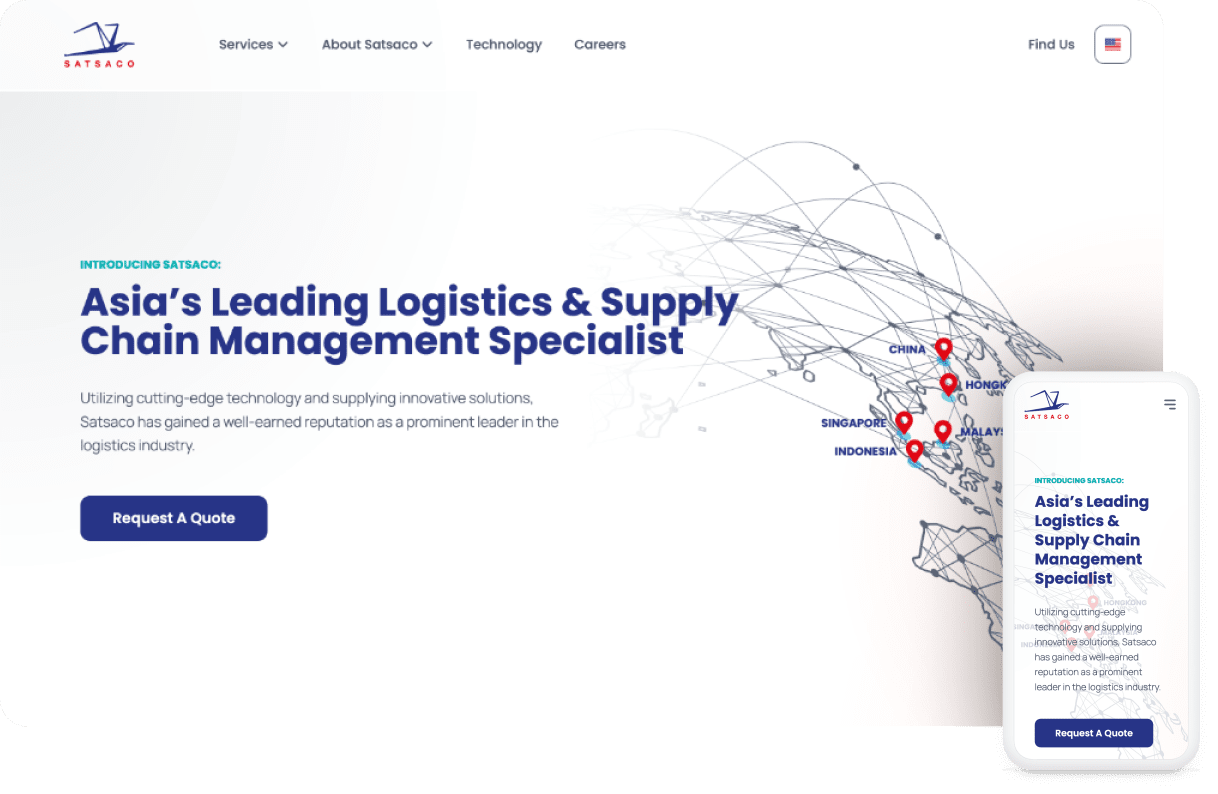 SATSACO
Services
About Satsaco
Technology
Careers
Find Us
INTRODUCING SATSACO:
Asia’s Leading Logistics & Supply
Chain Management Specialist
Utilizing cutting-edge technology and supplying innovative solutions,
Satsaco has gained a well-earned reputation as a prominent leader in the
logistics industry.
Request A Quote
CHINA
HONGK
SINGAPORE
MALAYS
INDONESIA
SATSACO
INTRODUCING SATSACO:
Asia’s Leading
Logistics &
Supply Chain
Management
Specialist
HONGKONG
Utilizing cutting-edge
technology and supplying
innovative solutions, Satsaco
has gained a well-earned
reputation as a prominent
leader in the logistics industry.
Request A Quote